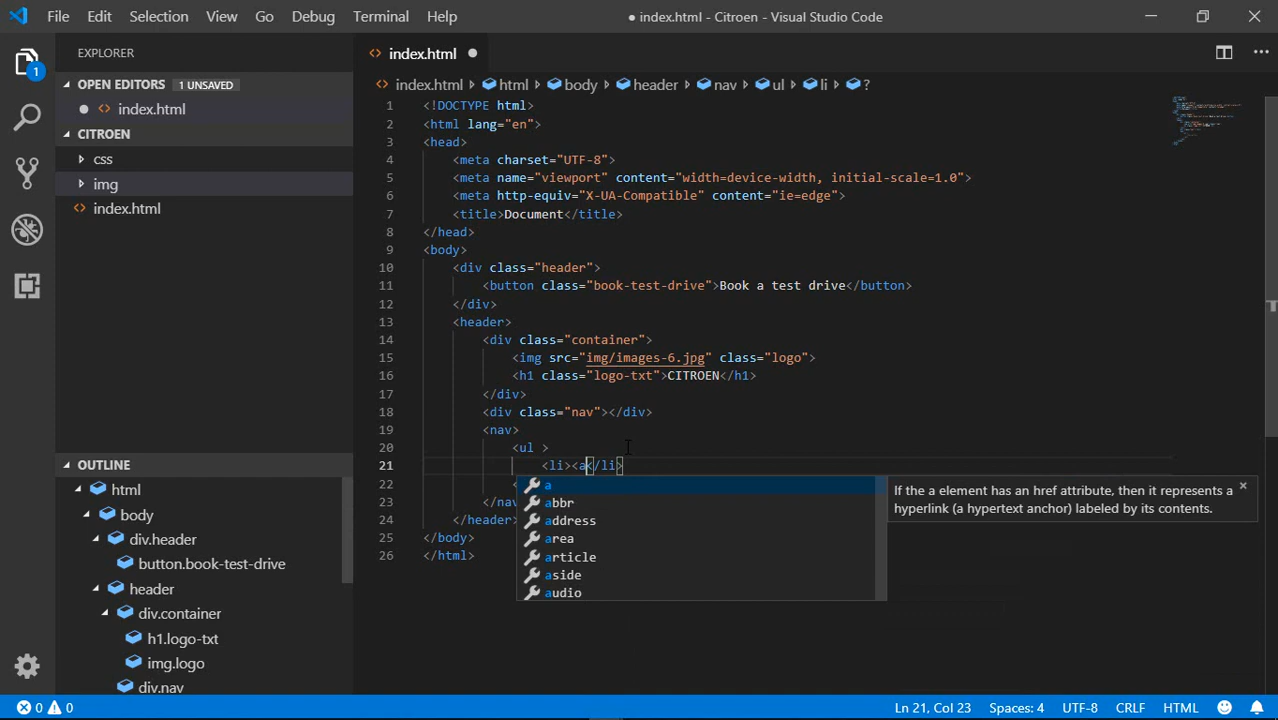 File Edit Selection View Go Debug Terminal Help ● index.html - Citroen - Visual Studio Code
EXPLORER
OPEN EDITORS 1 UNSAVED
● <> index.html
CITROEN
css
img
<> index.html
OUTLINE
html
body
div.header
button.book-test-drive
header
div.container
h1.logo-txt
img.logo
div.nav
1
<> index.html ●
<> index.html › html › body › header › nav › ul › li › ?
1 <!DOCTYPE html>
2 <html lang="en">
3 <head>
4 <meta charset="UTF-8">
5 <meta name="viewport" content="width=device-width, initial-scale=1.0">
6 <meta http-equiv="X-UA-Compatible" content="ie=edge">
7 <title>Document</title>
8 </head>
9 <body>
10 <div class="header">
11 <button class="book-test-drive">Book a test drive</button>
12 </div>
13 <header>
14 <div class="container">
15 <img src="img/images-6.jpg" class="logo">
16 <h1 class="logo-txt">CITROEN</h1>
17 </div>
18 <div class="nav"></div>
19 <nav>
20 <ul >
21 <li><a</li>
22 <
23 </nav
24 </header>
25 </body>
26 </html>
a
abbr
address
area
article
aside
audio
If the a element has an href attribute, then it represents a
hyperlink (a hypertext anchor) labeled by its contents.
0 0 Ln 21, Col 23 Spaces: 4 UTF-8 CRLF HTML